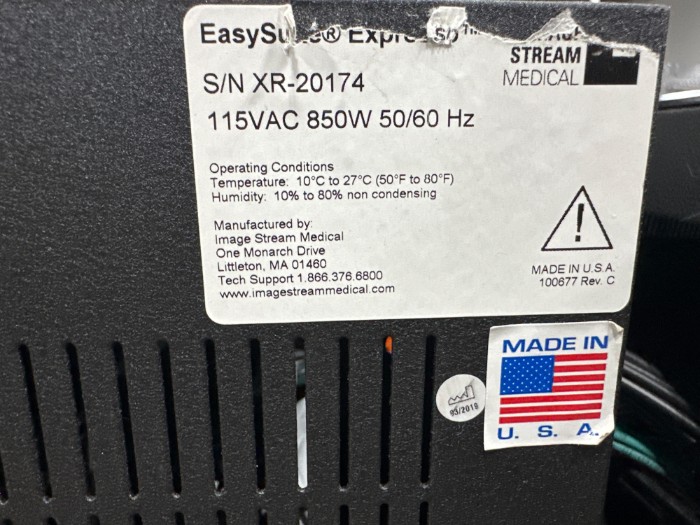 STREAM
MEDICAL
S/N XR-20174
115VAC 850W 50/60 Hz
Operating Conditions
Temperature: 10°C to 27°C (50°F to 80°F)
Humidity: 10% to 80% non condensing
Manufactured by:
Image Stream Medical
One Monarch Drive
Littleton, MA 01460
Tech Support 1.866.376.6800
www.imagestreammedical.com
MADE IN U.S.A.
100677 Rev. C
MADE IN
U. S. A.